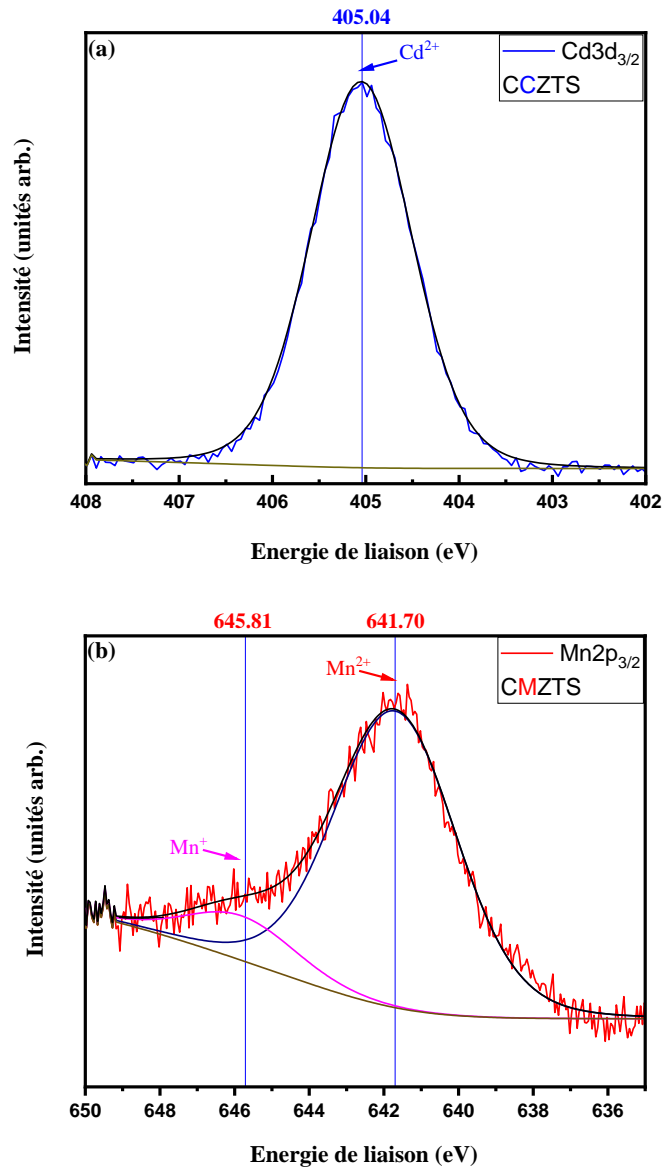 405.04
(a)
Cd²⁺
Cd3d₃/₂
CCZTS
Intensité (unités arb.)
408 407 406 405 404 403 402
Energie de liaison (eV)
645.81 641.70
(b)
Mn²⁺
Mn2p₃/₂
CMZTS
Mn⁺
Intensité (unités arb.)
650 648 646 644 642 640 638 636
Energie de liaison (eV)